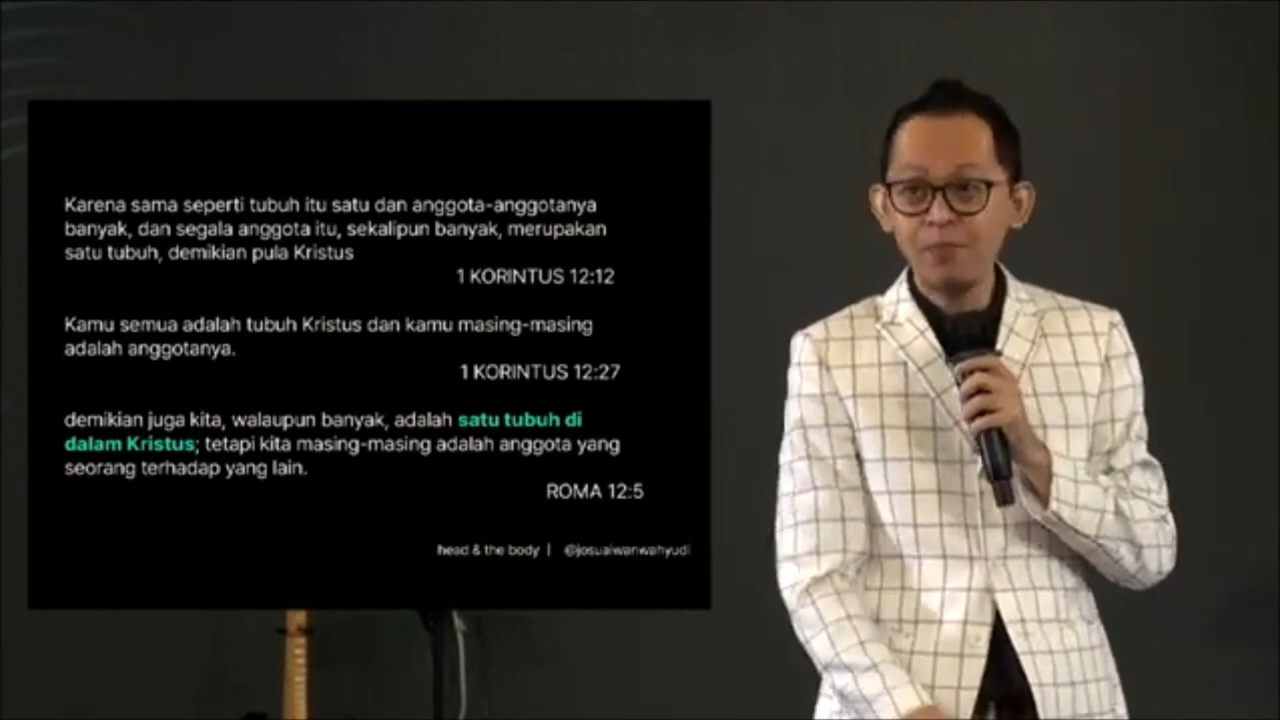 Karena sama seperti tubuh itu satu dan anggota-anggotanya
banyak, dan segala anggota itu, sekalipun banyak, merupakan
satu tubuh, demikian pula Kristus
1 KORINTUS 12:12
Kamu semua adalah tubuh Kristus dan kamu masing-masing
adalah anggotanya.
1 KORINTUS 12:27
demikian juga kita, walaupun banyak, adalah satu tubuh di
dalam Kristus; tetapi kita masing-masing adalah anggota yang
seorang terhadap yang lain.
ROMA 12:5
head & the body | @josuaiwanwahyudi